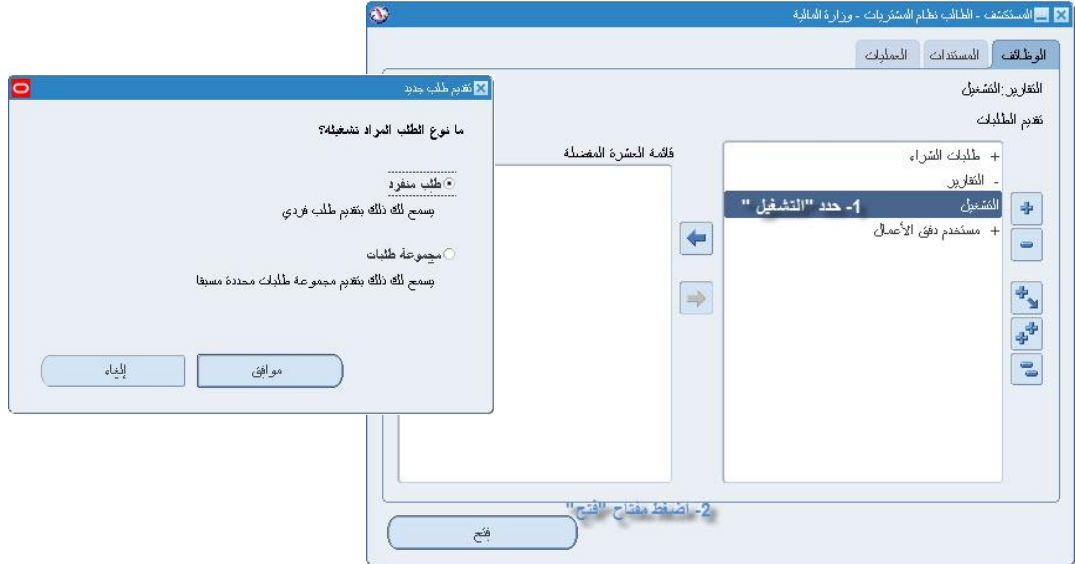 المستكشف - الطالب نظام المشتريات - وزارة المالية
الوظائف
المستندات
العمليات
التقارير:التشغيل
تقديم الطلبات
قائمة العشرة المفضلة
+ طلبات الشراء
- التقارير
التشغيل
1- حدد "التشغيل "
+ مستخدم دفق الأعمال
2- اضغط مفتاح "فتح"
فتح
تقديم طلب جديد
ما نوع الطلب المراد تشغيله؟
طلب منفرد
يسمح لك ذلك بتقديم طلب فردي
مجموعة طلبات
يسمح لك ذلك بتقديم مجموعة طلبات محددة مسبقا
موافق
إلغاء